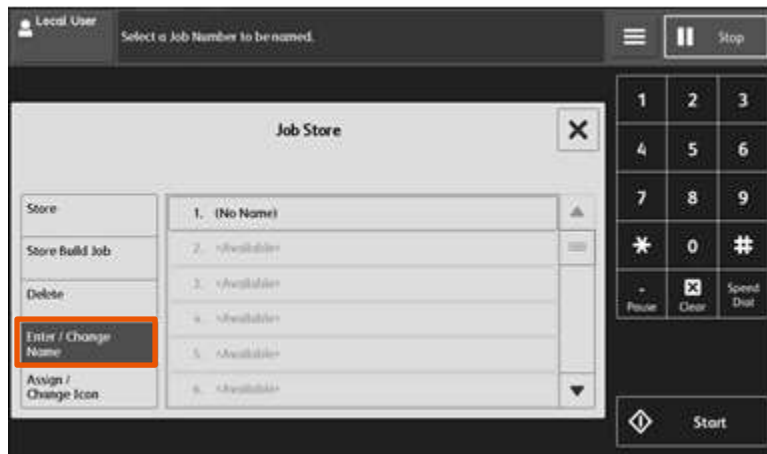 Local User
Select a Job Number to be named.
Stop
Job Store
Store
Store Build Job
Delete
Enter / Change
Name
Assign /
Change Icon
1. (No Name)
2. <Available>
3. <Available>
4. <Available>
5. <Available>
6. <Available>
1 2 3
4 5 6
7 8 9
* 0 #
- Pause
Clear
Speed
Dial
Start